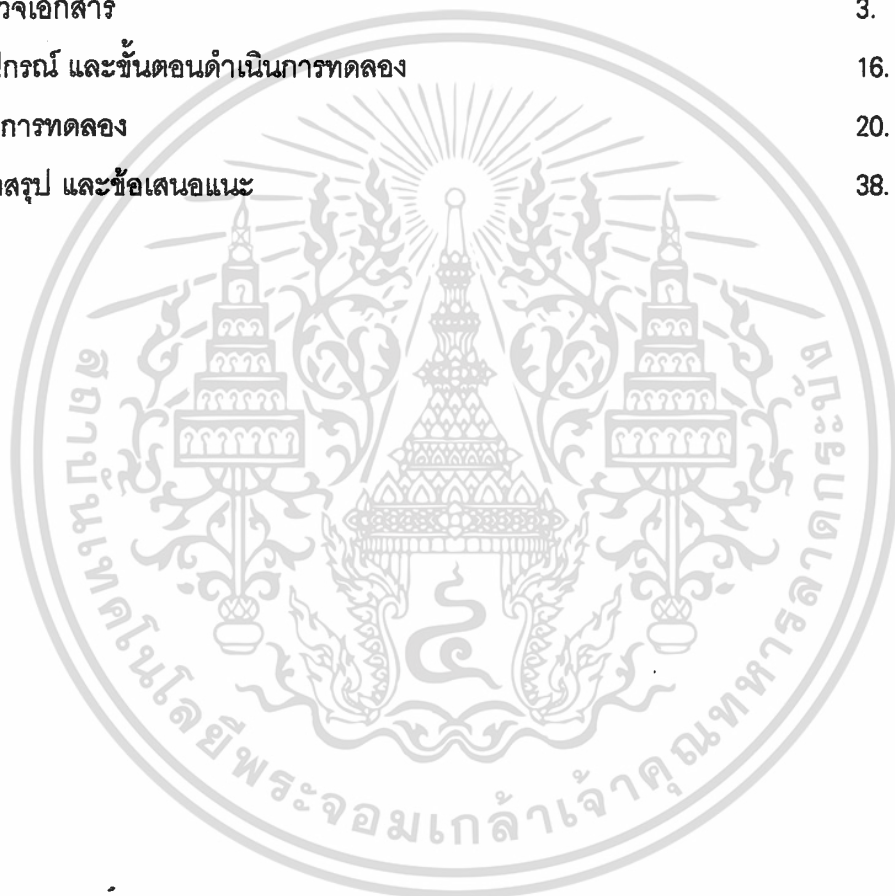 วจเอกสาร 3.
ปกรณ์ และขั้นตอนดำเนินการทดลอง 16.
การทดลอง 20.
สรุป และข้อเสนอแนะ 38.
สถาบันเทคโนโลยีพระจอมเกล้าเจ้าคุณทหารลาดกระบัง
๔